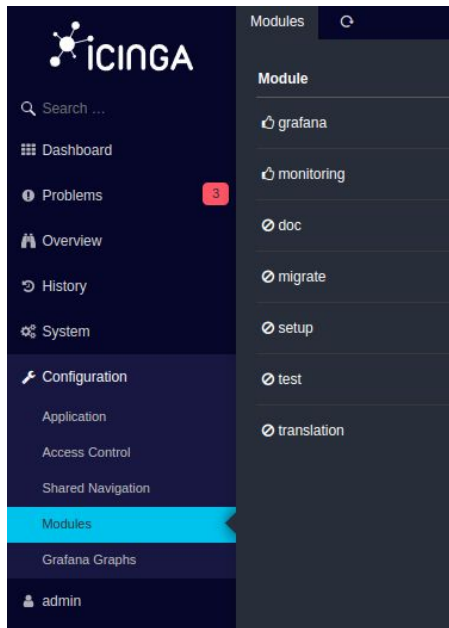 ICINGA
Search ...
Dashboard
Problems 3
Overview
History
System
Configuration
Application
Access Control
Shared Navigation
Modules
Grafana Graphs
admin
Modules
Module
grafana
monitoring
doc
migrate
setup
test
translation